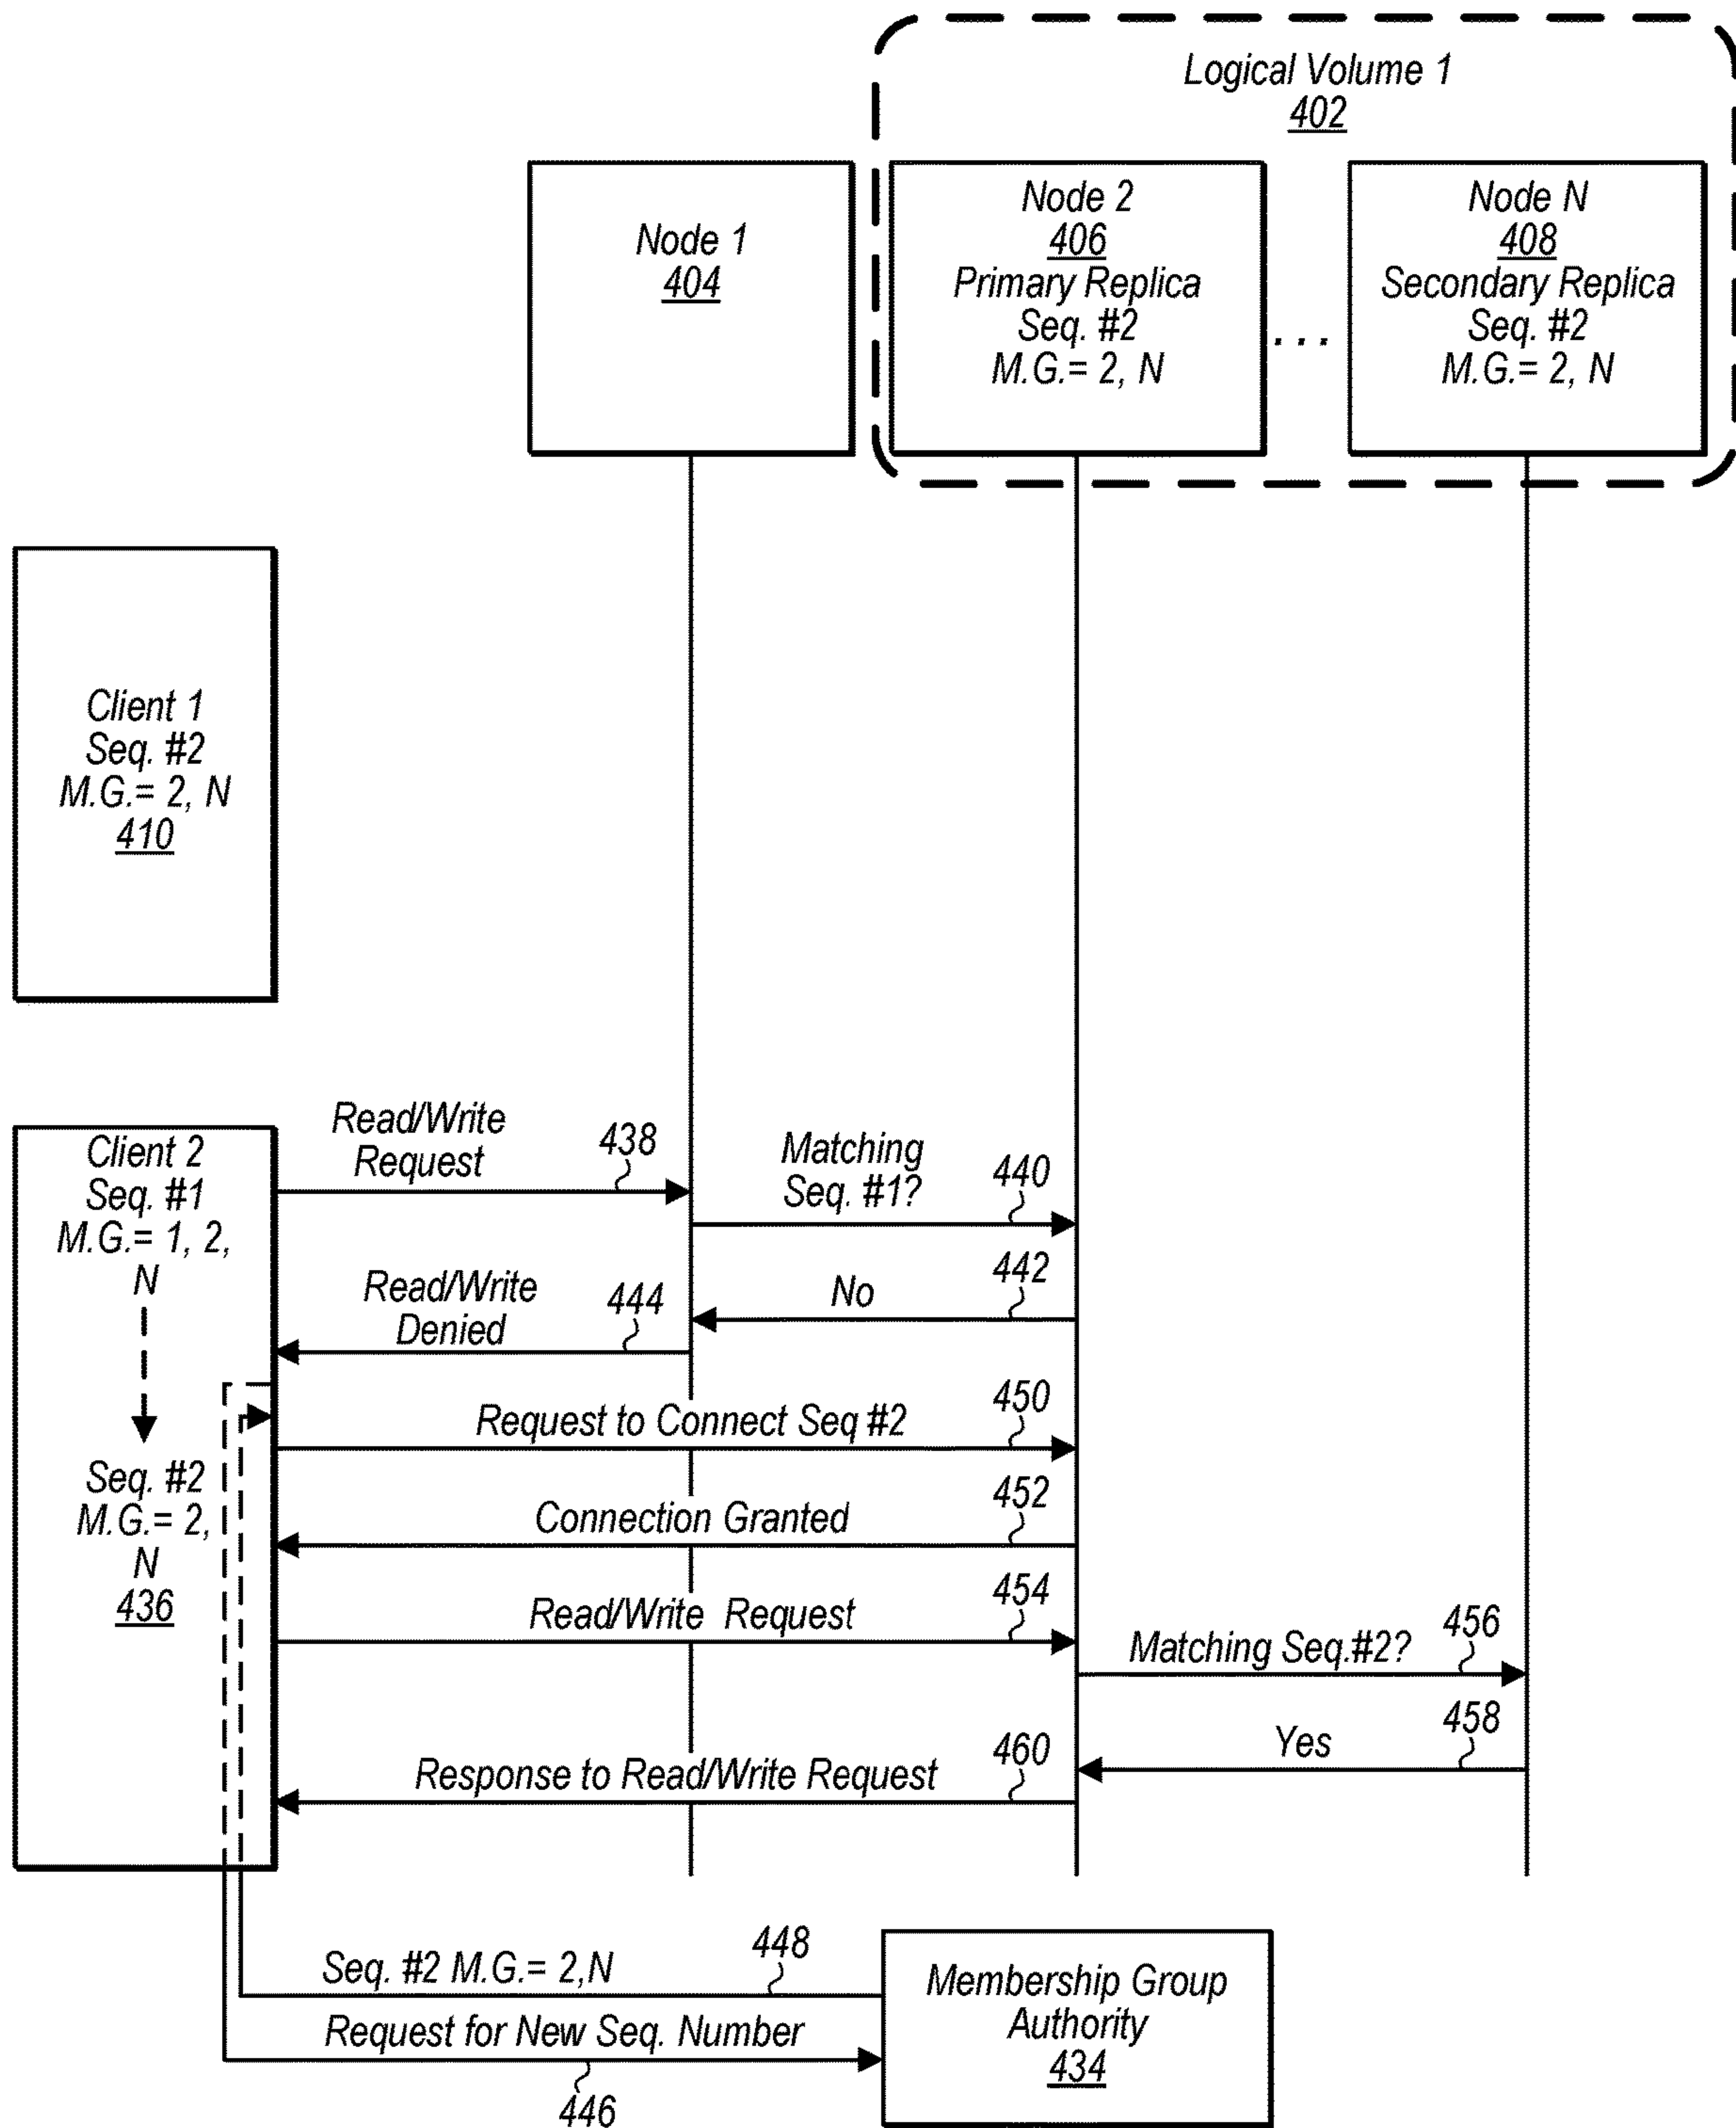 Logical Volume 1
402
Node 1
404
Node 2
406
Primary Replica
Seq. #2
M.G.= 2, N
. . .
Node N
408
Secondary Replica
Seq. #2
M.G.= 2, N
Client 1
Seq. #2
M.G.= 2, N
410
Client 2
Seq. #1
M.G.= 1, 2,
N
Seq. #2
M.G.= 2,
N
436
Read/Write
Request
438
Matching
Seq. #1?
440
No
442
Read/Write
Denied
444
Request to Connect Seq #2
450
Connection Granted
452
Read/Write Request
454
Matching Seq.#2?
456
Yes
458
Response to Read/Write Request
460
Seq. #2 M.G.= 2,N
448
Request for New Seq. Number
446
Membership Group
Authority
434